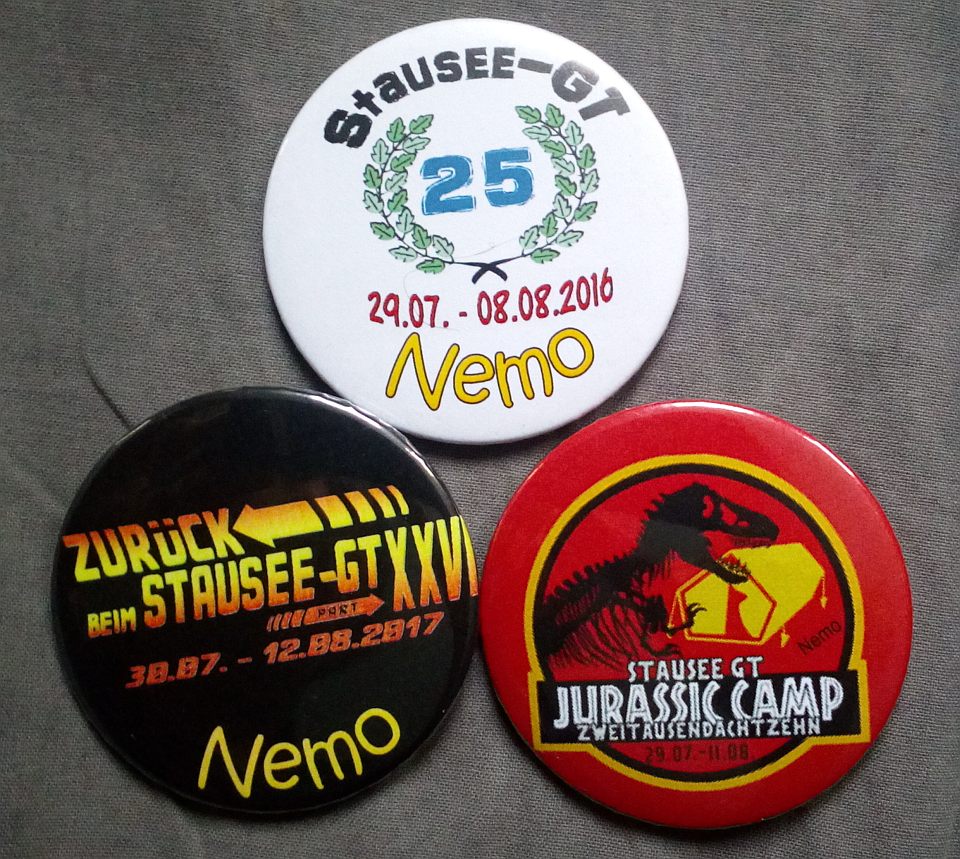 Stausee-GT
25
29.07. - 08.08.2016
Nemo
ZURÜCK
BEIM STAUSEE-GT XXVI
PART
30.07. - 12.08.2017
Nemo
Nemo
STAUSEE GT
JURASSIC CAMP
ZWEITAUSENDACHTZEHN
29.07.-11.08.